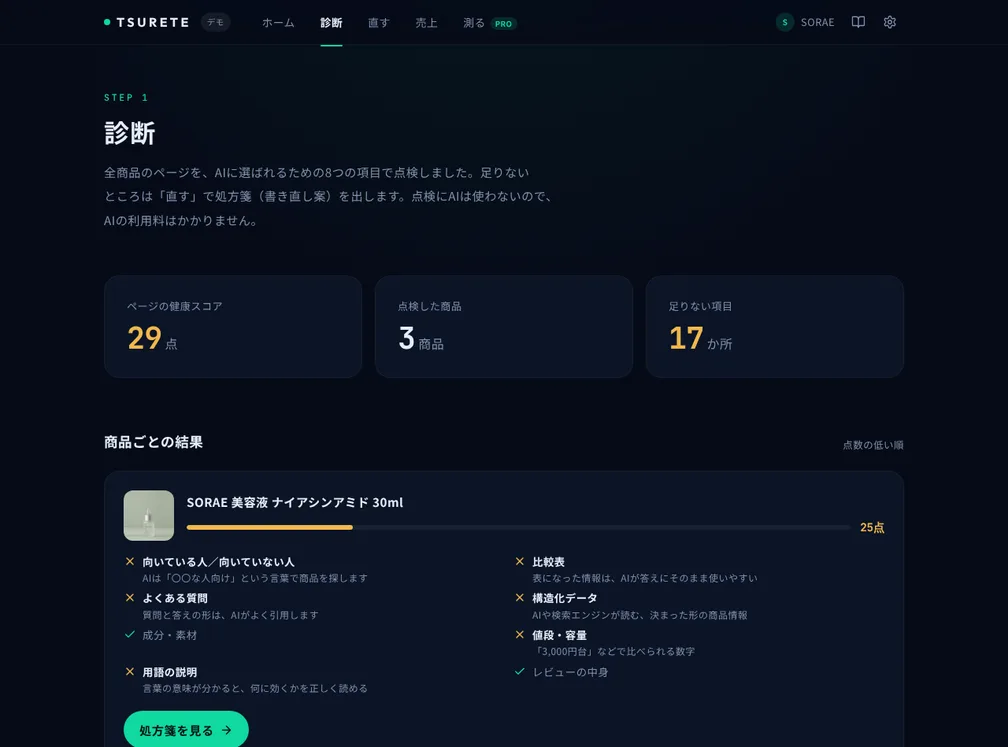 TSURETE デモ ホーム 診断 直す 売上 測る PRO S SORAE
STEP 1
診断
全商品のページを、AIに選ばれるための8つの項目で点検しました。足りない
ところは「直す」で処方箋（書き直し案）を出します。点検にAIは使わないので、
AIの利用料はかかりません。
ページの健康スコア
29点
点検した商品
3商品
足りない項目
17か所
商品ごとの結果
点数の低い順
SORAE 美容液 ナイアシンアミド 30ml
25点
向いている人／向いていない人
AIは「〇〇な人向け」という言葉で商品を探します
比較表
表になった情報は、AIが答えにそのまま使いやすい
よくある質問
質問と答えの形は、AIがよく引用します
構造化データ
AIや検索エンジンが読む、決まった形の商品情報
成分・素材
値段・容量
「3,000円台」などで比べられる数字
用語の説明
言葉の意味が分かると、何に効くかを正しく読める
レビューの中身
処方箋を見る →